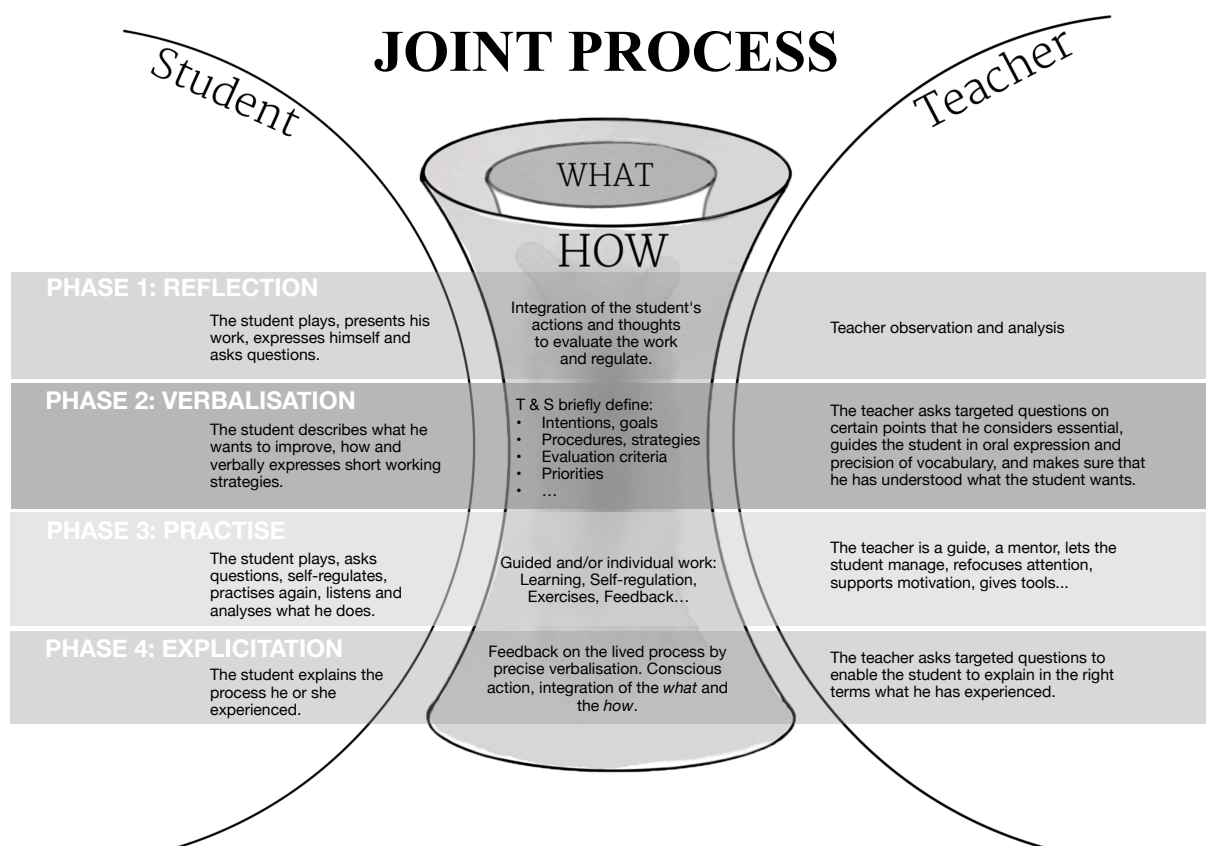 JOINT PROCESS
Student
Teacher
WHAT
HOW
PHASE 1: REFLECTION
The student plays, presents his
work, expresses himself and
asks questions.
Integration of the student's
actions and thoughts
to evaluate the work
and regulate.
Teacher observation and analysis
PHASE 2: VERBALISATION
The student describes what he
wants to improve, how and
verbally expresses short working
strategies.
T & S briefly define:
• Intentions, goals
• Procedures, strategies
• Evaluation criteria
• Priorities
• …
The teacher asks targeted questions on
certain points that he considers essential,
guides the student in oral expression and
precision of vocabulary, and makes sure that
he has understood what the student wants.
PHASE 3: PRACTISE
The student plays, asks
questions, self-regulates,
practises again, listens and
analyses what he does.
Guided and/or individual work:
Learning, Self-regulation,
Exercises, Feedback…
The teacher is a guide, a mentor, lets the
student manage, refocuses attention,
supports motivation, gives tools...
PHASE 4: EXPLICITATION
The student explains the
process he or she
experienced.
Feedback on the lived process by
precise verbalisation. Conscious
action, integration of the what and
the how.
The teacher asks targeted questions to
enable the student to explain in the right
terms what he has experienced.